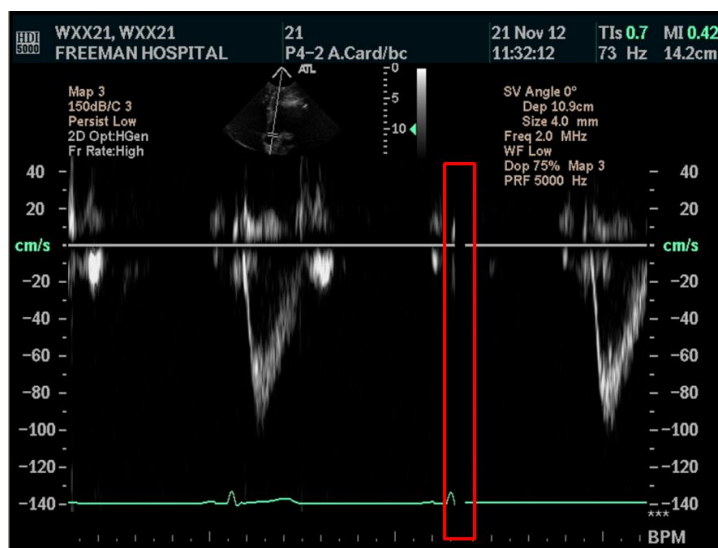 HDI 5000
WXX21, WXX21 21 21 Nov 12 TIs 0.7 MI 0.42
FREEMAN HOSPITAL P4-2 A.Card/bc 11:32:12 73 Hz 14.2cm
ATL
0
5
10
Map 3
150dB/C 3
Persist Low
2D Opt:HGen
Fr Rate:High
SV Angle 0°
Dep 10.9cm
Size 4.0 mm
Freq 2.0 MHz
WF Low
Dop 75% Map 3
PRF 5000 Hz
40 40
20 20
cm/s cm/s
-20 -20
-40 -40
-60 -60
-80 -80
-100 -100
-120 -120
-140 -140
***
BPM